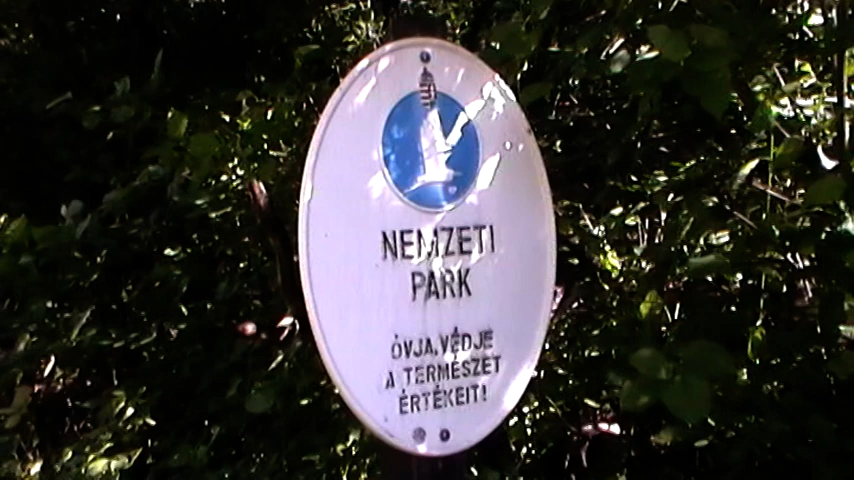 NEMZETI
PARK
ÓVJA, VÉDJE
A TERMÉSZET
ÉRTÉKEIT!